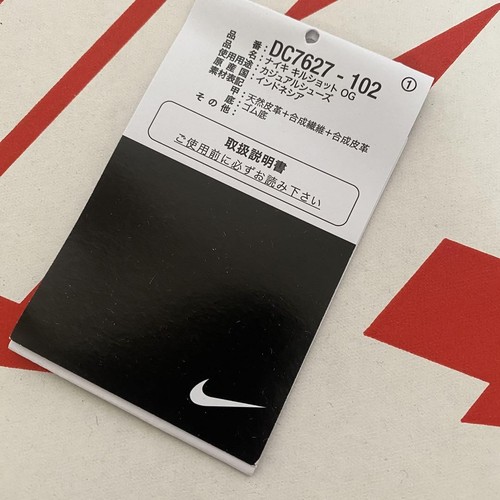 品番：DC7627-102 ①
品名：ナイキ キルショット OG
使用用途：カジュアルシューズ
原産国：インドネシア
素材表記
甲：天然皮革＋合成繊維＋合成皮革
底：ゴム底
その他：
取扱説明書
ご使用前に必ずお読み下さい